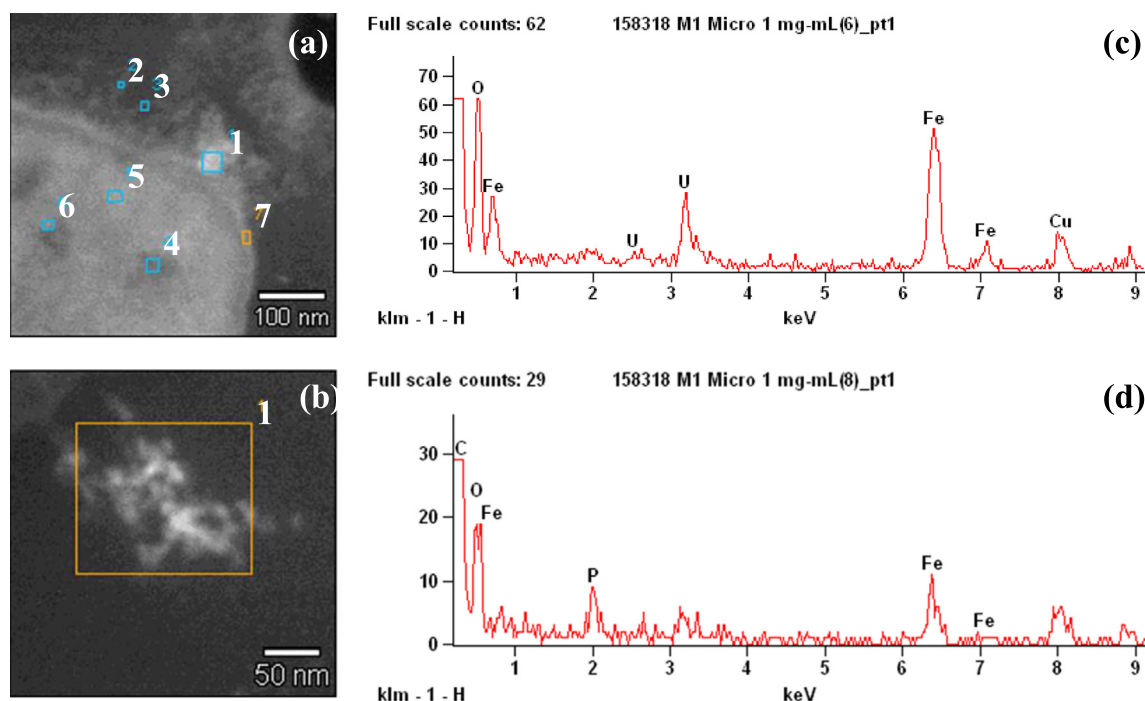 (a)
2
3
1
5
6
7
4
100 nm
Full scale counts: 62 158318 M1 Micro 1 mg-mL(6)_pt1
(c)
70
60
50
40
30
20
10
0
O
Fe
U
U
Fe
Fe
Cu
1 2 3 4 5 6 7 8 9
klm - 1 - H keV
(b)
1
50 nm
Full scale counts: 29 158318 M1 Micro 1 mg-mL(8)_pt1
(d)
30
20
10
0
C
O
Fe
P
Fe
Fe
1 2 3 4 5 6 7 8 9
klm - 1 - H keV